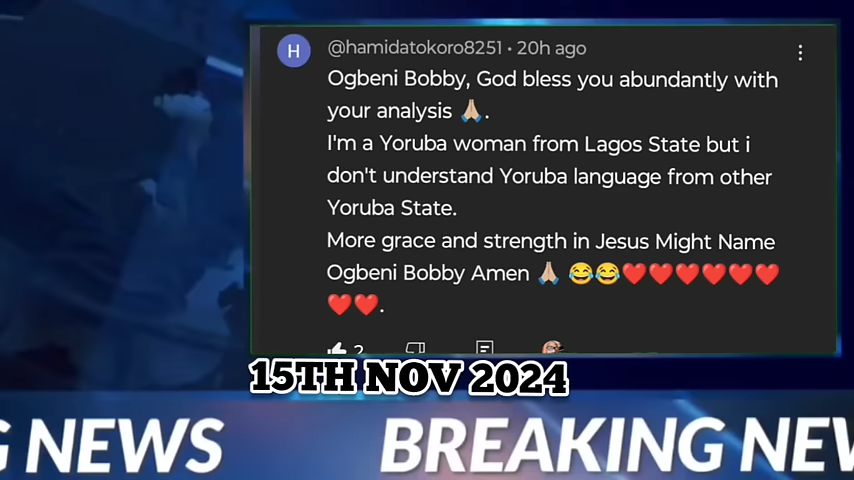 H @hamidatokoro8251 • 20h ago
Ogbeni Bobby, God bless you abundantly with
your analysis 🙏🏼.
I'm a Yoruba woman from Lagos State but i
don't understand Yoruba language from other
Yoruba State.
More grace and strength in Jesus Might Name
Ogbeni Bobby Amen 🙏🏼 😂😂❤️❤️❤️❤️❤️❤️
❤️❤️.
2
15TH NOV 2024
G NEWS BREAKING NEW